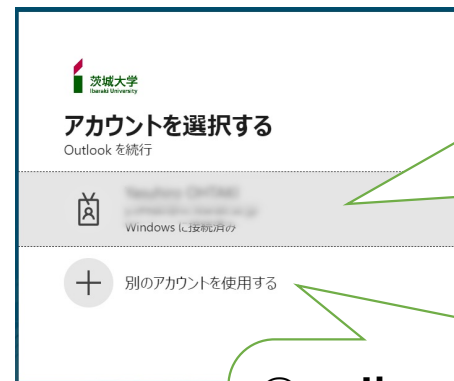 茨城大学
Ibaraki University
アカウントを選択する
Outlook を続行
Windows に接続済み
別のアカウントを使用する